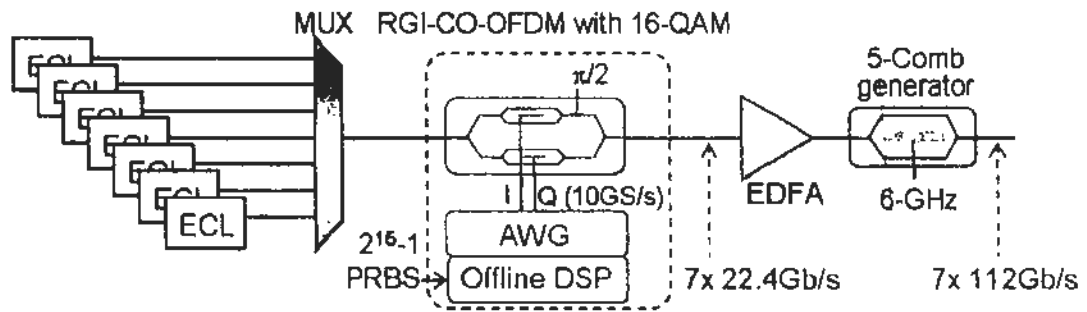 MUX RGI-CO-OFDM with 16-QAM
ECL
ECL
ECL
ECL
ECL
ECL
ECL
π/2
5-Comb
generator
I Q (10GS/s)
EDFA
6-GHz
2¹⁵-1
PRBS
AWG
Offline DSP
7x 22.4Gb/s
7x 112Gb/s